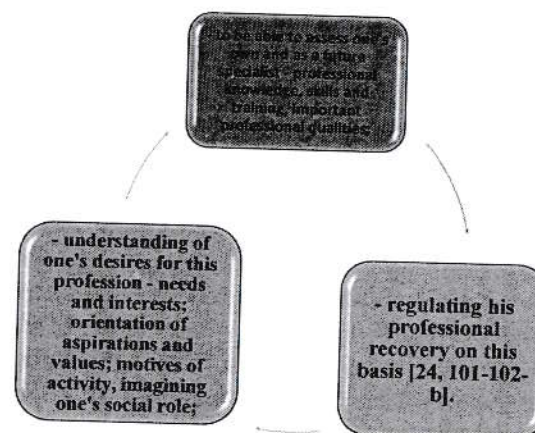 to be able to assess one's
own and as a future
specialist - professional
knowledge, skills and
training, important
professional qualities;
- understanding of
one's desires for this
profession - needs
and interests;
orientation of
aspirations and
values; motives of
activity, imagining
one's social role;
- regulating his
professional
recovery on this
basis [24, 101-102-
b].